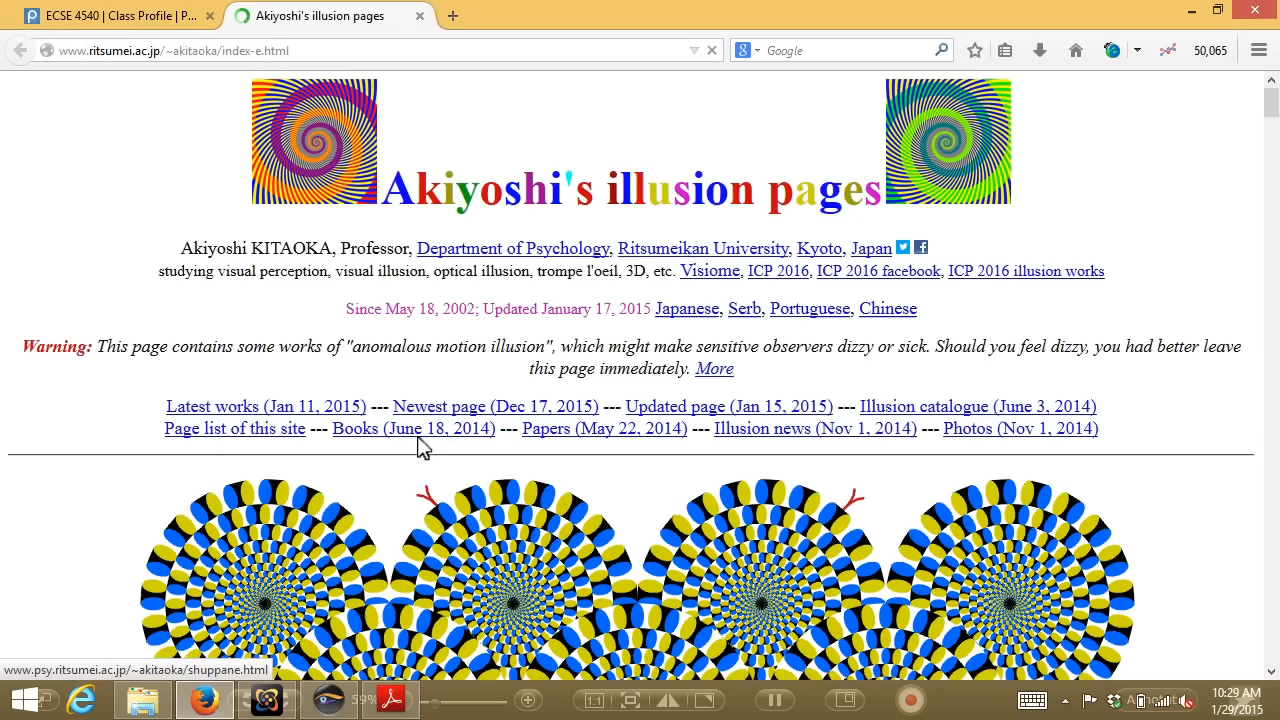 ECSE 4540 | Class Profile | P...
Akiyoshi's illusion pages
www.ritsumei.ac.jp/~akitaoka/index-e.html
Google
50,065
Akiyoshi's illusion pages
Akiyoshi KITAOKA, Professor, Department of Psychology, Ritsumeikan University, Kyoto, Japan
studying visual perception, visual illusion, optical illusion, trompe l'oeil, 3D, etc. Visiome, ICP 2016, ICP 2016 facebook, ICP 2016 illusion works
Since May 18, 2002; Updated January 17, 2015 Japanese, Serb, Portuguese, Chinese
Warning: This page contains some works of "anomalous motion illusion", which might make sensitive observers dizzy or sick. Should you feel dizzy, you had better leave
this page immediately. More
Latest works (Jan 11, 2015) --- Newest page (Dec 17, 2015) --- Updated page (Jan 15, 2015) --- Illusion catalogue (June 3, 2014)
Page list of this site --- Books (June 18, 2014) --- Papers (May 22, 2014) --- Illusion news (Nov 1, 2014) --- Photos (Nov 1, 2014)
www.psy.ritsumei.ac.jp/~akitaoka/shuppane.html
59%
1:1
10:29 AM
1/29/2015